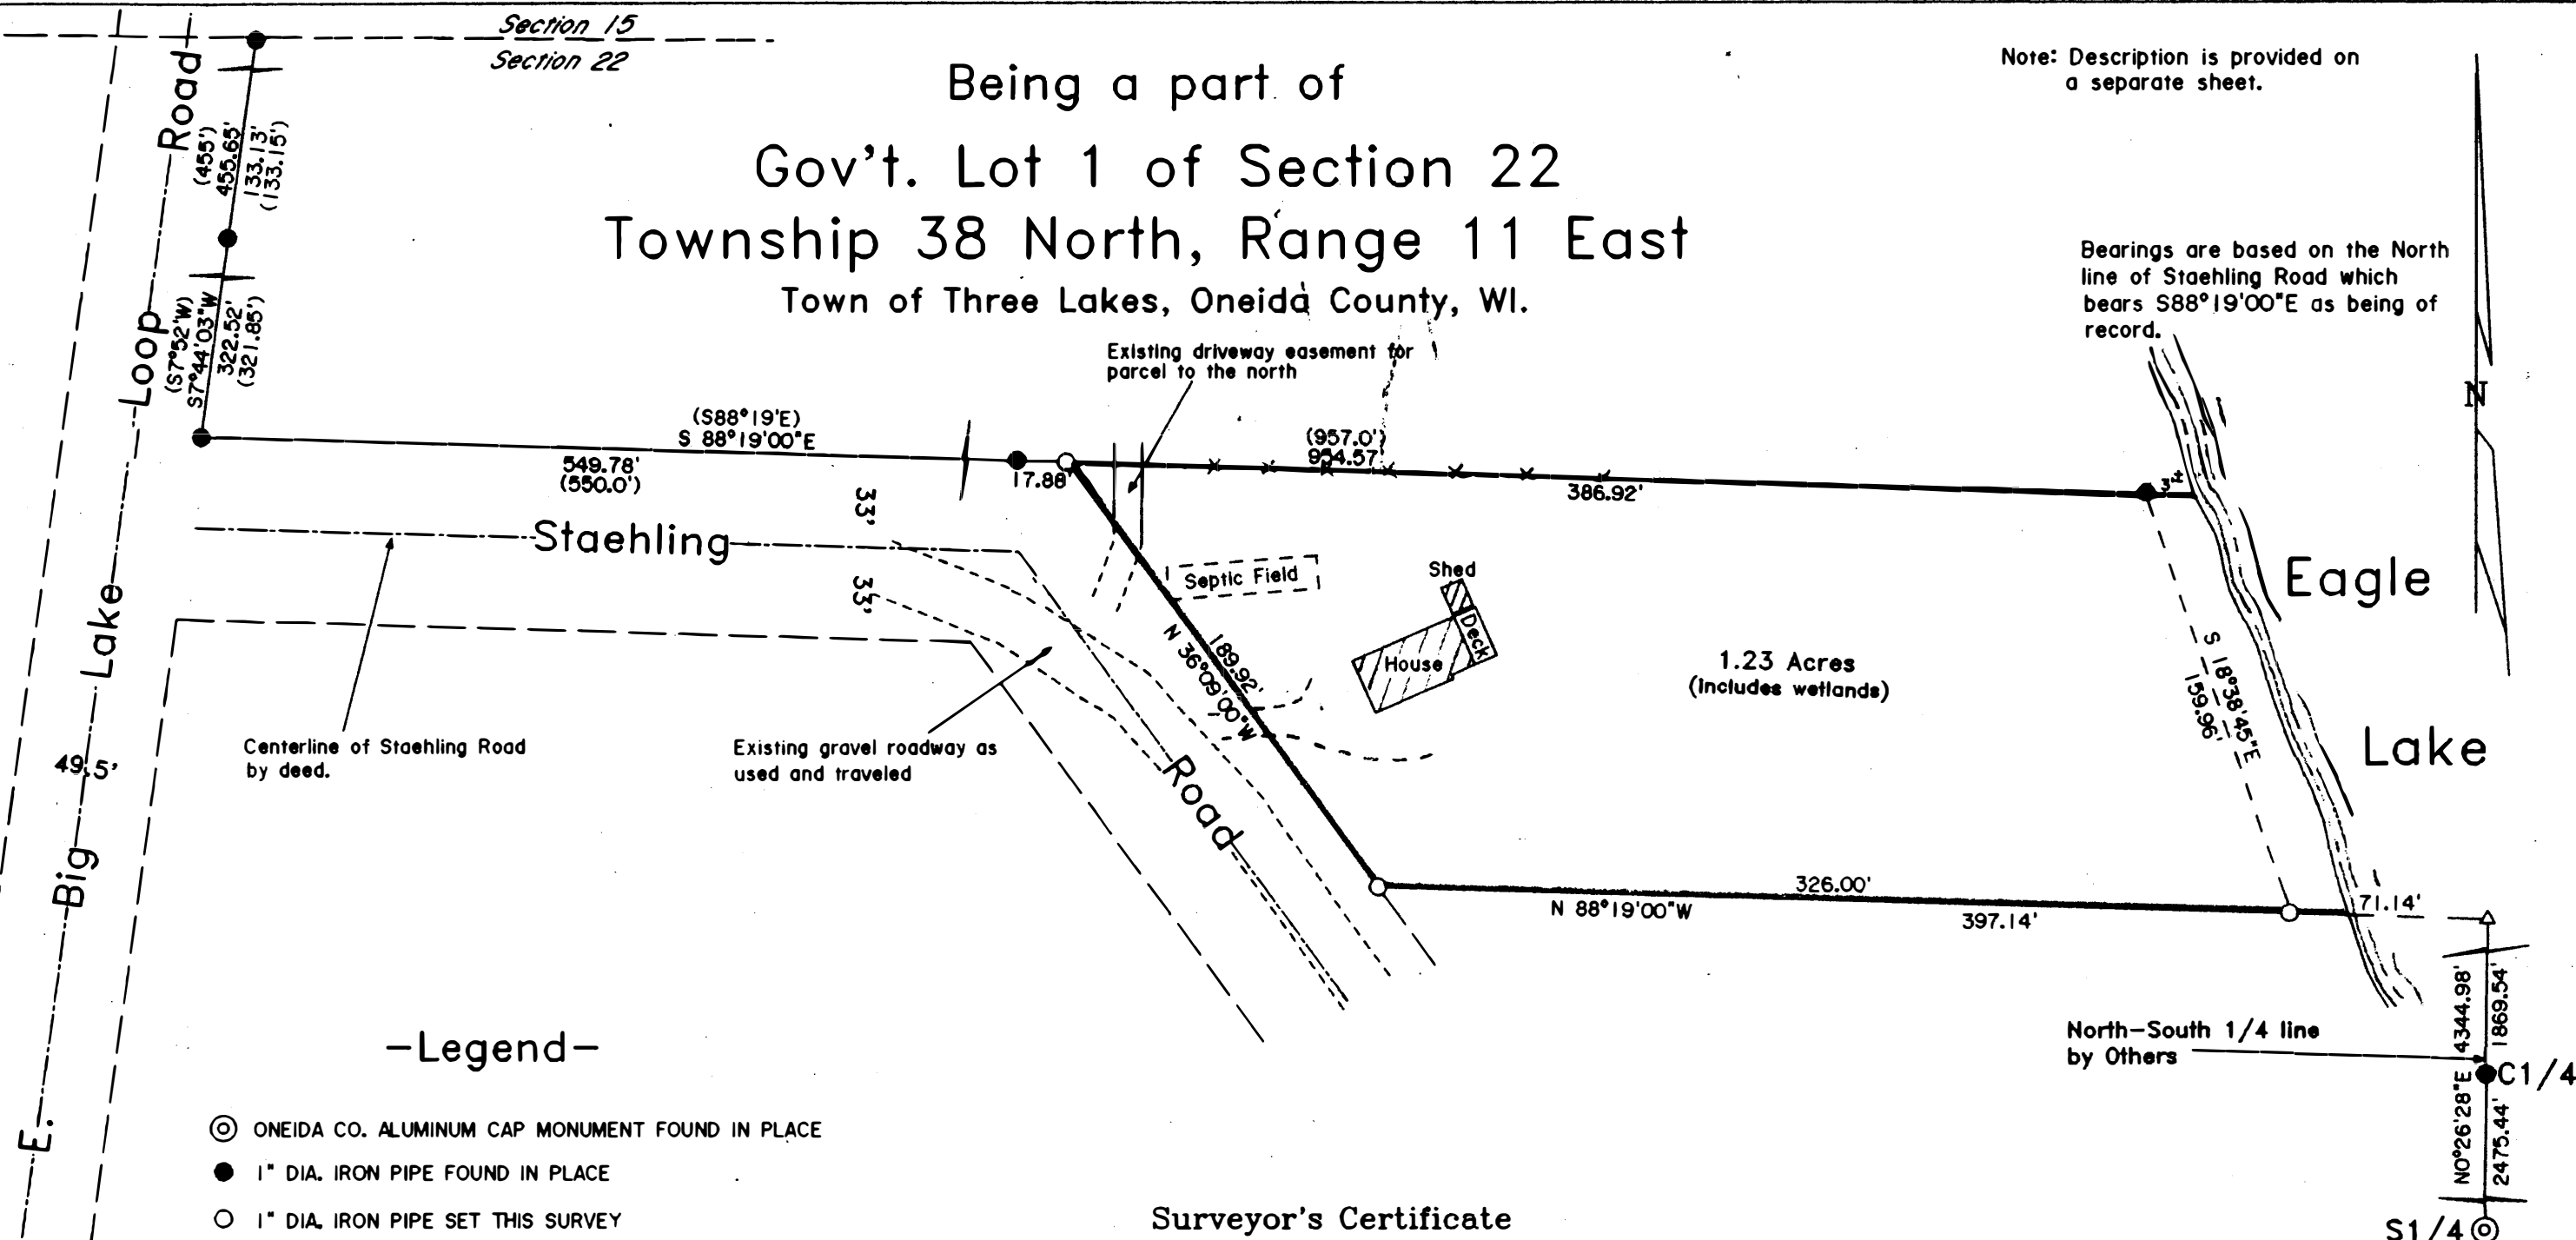 Section 15
Section 22
Being a part of
Gov't. Lot 1 of Section 22
Township 38 North, Range 11 East
Town of Three Lakes, Oneida County, WI.
Note: Description is provided on
a separate sheet.
Bearings are based on the North
line of Staehling Road which
bears S88°19'00"E as being of
record.
N
(455')
455.65'
133.13'
(133.15')
(S7°52'W)
S7°44'03"W
322.52'
(321.85')
E. Big Lake Loop Road
49.5'
Existing driveway easement for
parcel to the north
(S88°19'E)
S 88°19'00"E
549.78'
(550.0')
17.88'
(957.0')
954.57'
386.92'
3'±
33'
33'
Staehling
Road
Septic Field
Shed
Deck
House
1.23 Acres
(includes wetlands)
189.92'
N 36°09'00"W
S 18°38'45"E
159.96'
Eagle
Lake
Centerline of Staehling Road
by deed.
Existing gravel roadway as
used and traveled
326.00'
N 88°19'00"W
397.14'
71.14'
North-South 1/4 line
by Others
4344.98'
1869.54'
N0°26'28"E
2475.44'
C1/4
S1/4
-Legend-
ONEIDA CO. ALUMINUM CAP MONUMENT FOUND IN PLACE
1" DIA. IRON PIPE FOUND IN PLACE
1" DIA. IRON PIPE SET THIS SURVEY
Surveyor's Certificate